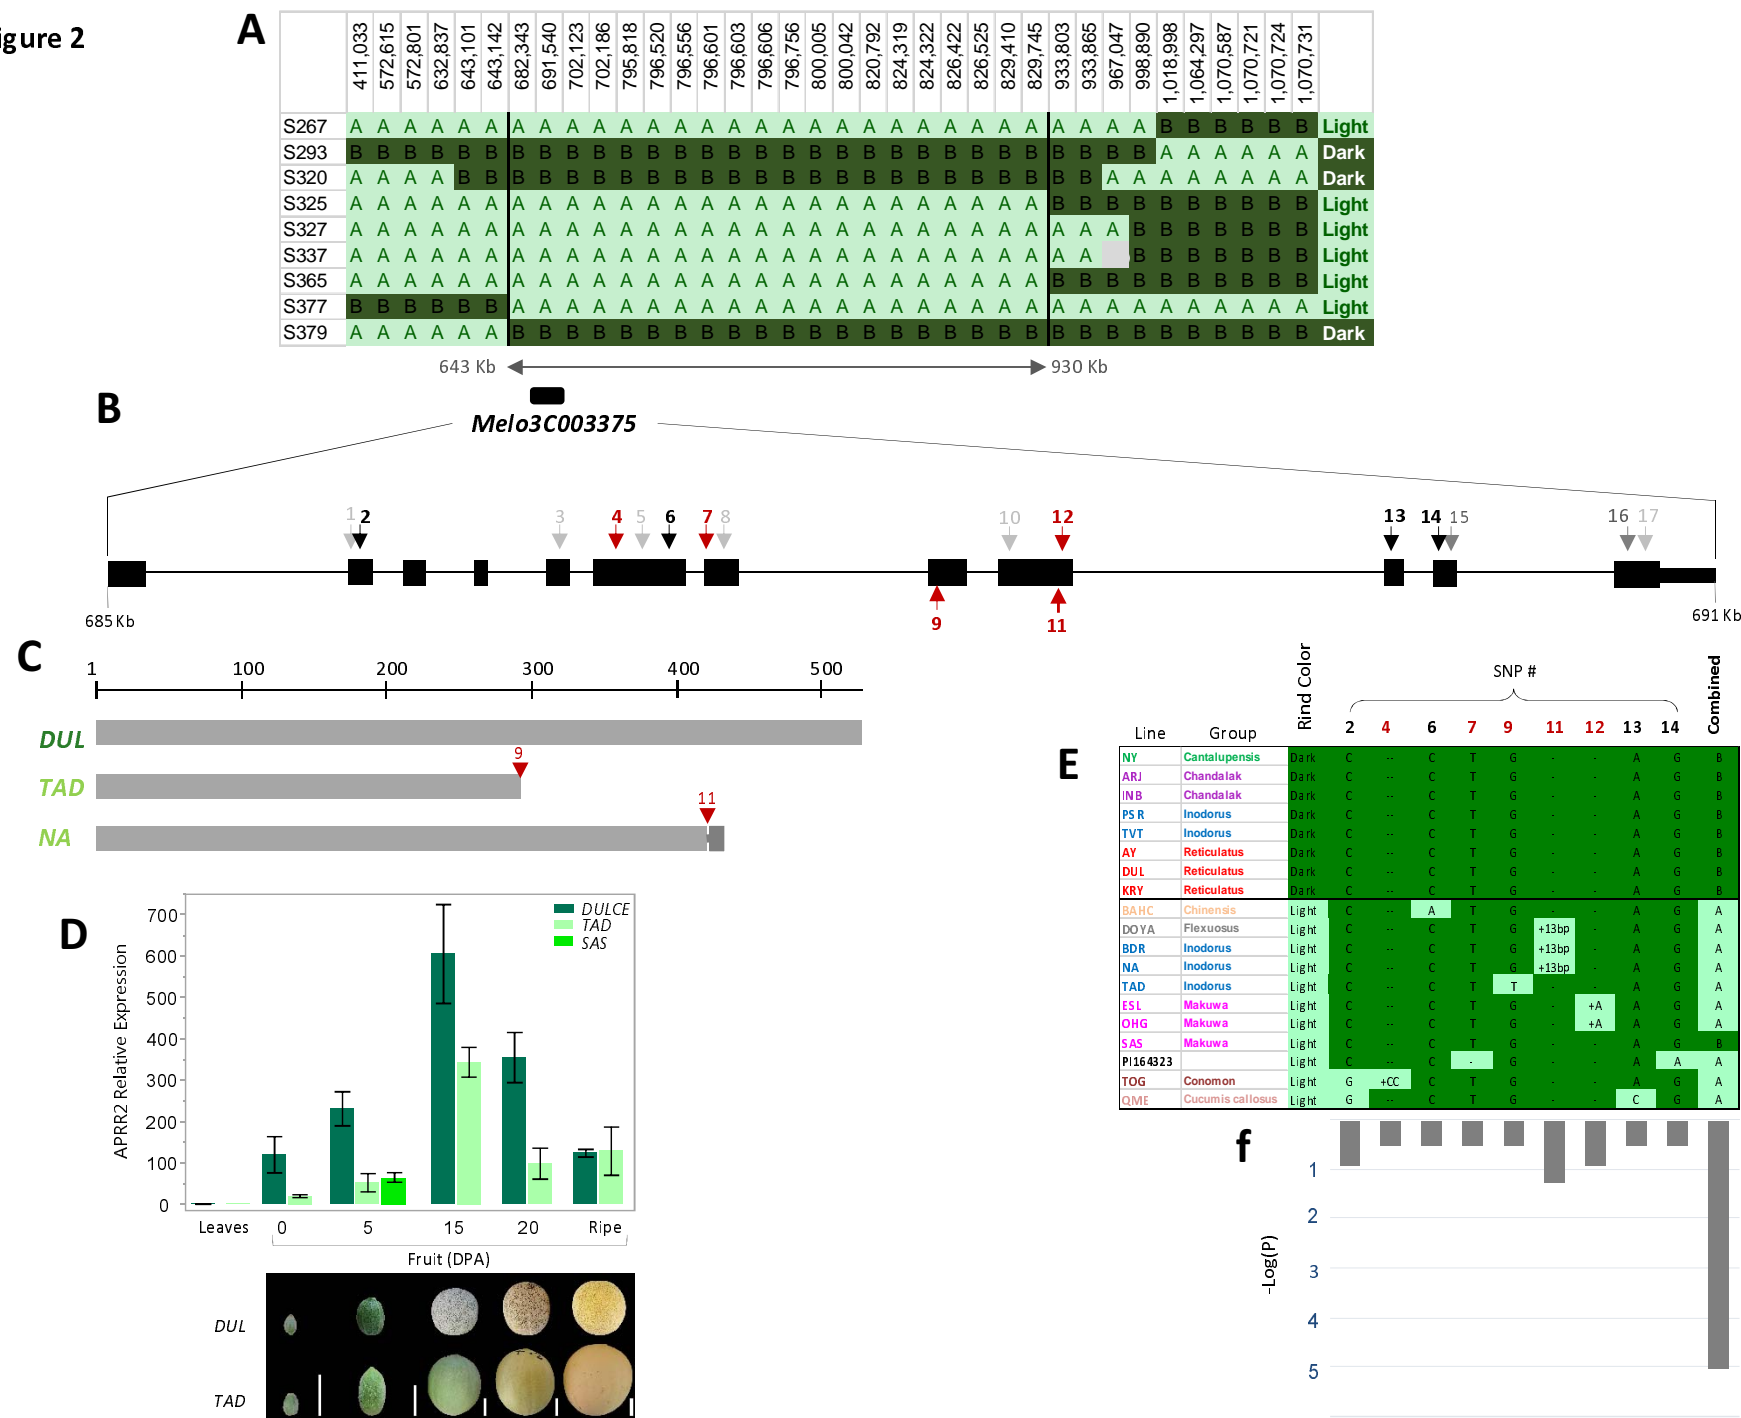 igure 2
A
411,033 572,615 572,801 632,837 643,101 643,142 682,343 691,540 702,123 702,186 795,818 796,520 796,556 796,601 796,603 796,606 796,756 800,005 800,042 820,792 824,319 824,322 826,422 826,525 829,410 829,745 933,803 933,865 967,047 998,890 1,018,998 1,064,297 1,070,587 1,070,721 1,070,724 1,070,731
S267 A A A A A A A A A A A A A A A A A A A A A A A A A A A A A A B B B B B B Light
S293 B B B B B B B B B B B B B B B B B B B B B B B B B B B B B B A A A A A A Dark
S320 A A A A B B B B B B B B B B B B B B B B B B B B B B B B A A A A A A A A Dark
S325 A A A A A A A A A A A A A A A A A A A A A A A A A A B B B B B B B B B B Light
S327 A A A A A A A A A A A A A A A A A A A A A A A A A A A A A B B B B B B B Light
S337 A A A A A A A A A A A A A A A A A A A A A A A A A A A A B B B B B B B Light
S365 A A A A A A A A A A A A A A A A A A A A A A A A A A B B B B B B B B B B Light
S377 B B B B B B A A A A A A A A A A A A A A A A A A A A A A A A A A A A A A Light
S379 A A A A A A B B B B B B B B B B B B B B B B B B B B B B B B B B B B B B Dark
643 Kb 930 Kb
B
Melo3C003375
1 2 3 4 5 6 7 8 10 12 13 14 15 16 17
9 11
685 Kb 691 Kb
C
1 100 200 300 400 500
DUL
9
TAD
11
NA
D
APRR2 Relative Expression
700
600
500
400
300
200
100
0
DULCE
TAD
SAS
Leaves 0 5 15 20 Ripe
Fruit (DPA)
DUL
TAD
E
SNP #
Line Group Rind Color 2 4 6 7 9 11 12 13 14 Combined
NY Cantalupensis Dark C -- C T G - - A G B
ARJ Chandalak Dark C -- C T G - - A G B
INB Chandalak Dark C -- C T G - - A G B
PSR Inodorus Dark C -- C T G - - A G B
TVT Inodorus Dark C -- C T G - - A G B
AY Reticulatus Dark C -- C T G - - A G B
DUL Reticulatus Dark C -- C T G - - A G B
KRY Reticulatus Dark C -- C T G - - A G B
BAHC Chinensis Light C -- A T G - - A G A
DOYA Flexuosus Light C -- C T G +13bp - A G A
BDR Inodorus Light C -- C T G +13bp - A G A
NA Inodorus Light C -- C T G +13bp - A G A
TAD Inodorus Light C -- C T T - - A G A
ESL Makuwa Light C -- C T G - +A A G A
OHG Makuwa Light C -- C T G - +A A G A
SAS Makuwa Light C -- C T G - - A G B
PI164323 Light C -- C - G - - A A A
TOG Conomon Light G +CC C T G - - A G A
QME Cucumis callosus Light G -- C T G - - C G A
f
-Log(P)
1
2
3
4
5